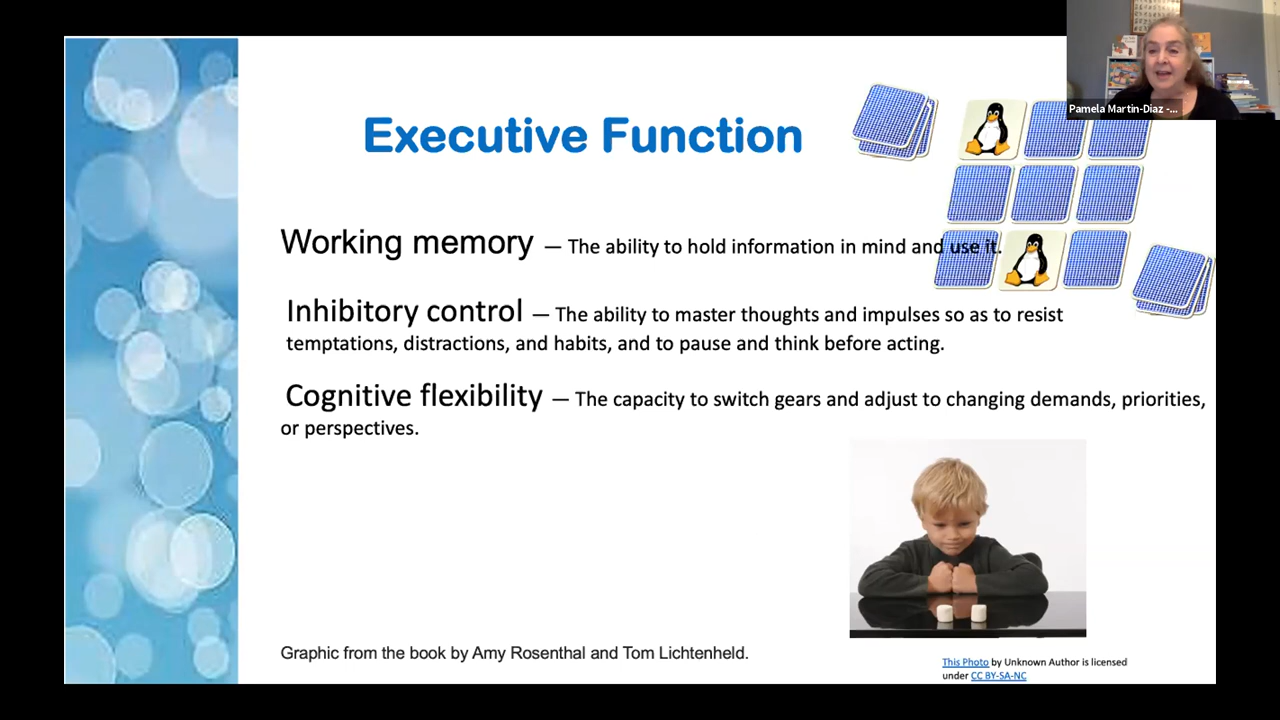 Pamela Martin-Diaz -...
Executive Function
Working memory — The ability to hold information in mind and use it.
Inhibitory control — The ability to master thoughts and impulses so as to resist
temptations, distractions, and habits, and to pause and think before acting.
Cognitive flexibility — The capacity to switch gears and adjust to changing demands, priorities,
or perspectives.
Graphic from the book by Amy Rosenthal and Tom Lichtenheld.
This Photo by Unknown Author is licensed
under CC BY-SA-NC